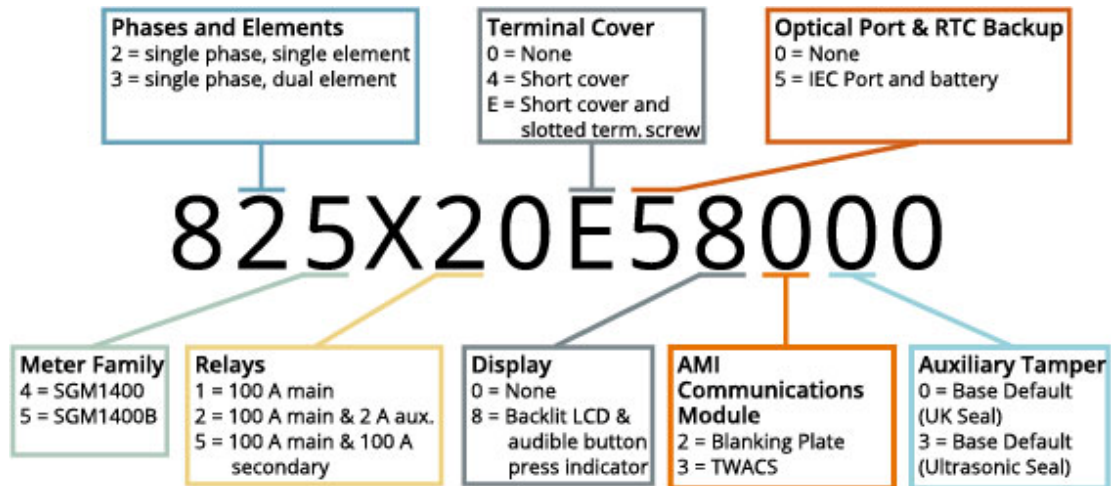 Phases and Elements
2 = single phase, single element
3 = single phase, dual element
Terminal Cover
0 = None
4 = Short cover
E = Short cover and
slotted term. screw
Optical Port & RTC Backup
0 = None
5 = IEC Port and battery
825X20E58000
Meter Family
4 = SGM1400
5 = SGM1400B
Relays
1 = 100 A main
2 = 100 A main & 2 A aux.
5 = 100 A main & 100 A
secondary
Display
0 = None
8 = Backlit LCD &
audible button
press indicator
AMI
Communications
Module
2 = Blanking Plate
3 = TWACS
Auxiliary Tamper
0 = Base Default
(UK Seal)
3 = Base Default
(Ultrasonic Seal)